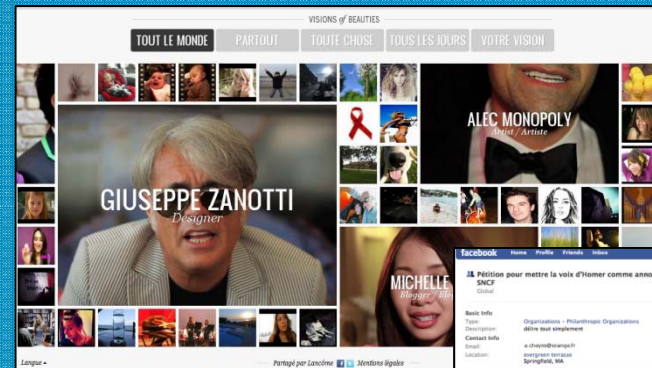 VISIONS of BEAUTIES
TOUT LE MONDE
PARTOUT
TOUTE CHOSE
TOUS LES JOURS
VOTRE VISION
ALEC MONOPOLY
Artist / Artiste
GIUSEPPE ZANOTTI
Designer
MICHELLE
Blogger / Blo
Langue
Partagé par Lancôme
Mentions légales
facebook Home Profile Friends Inbox
Pétition pour mettre la voix d'Homer comme anno
SNCF
Global
Basic Info
Type: Organizations - Philanthropic Organizations
Description: délire tout simplement
Contact Info
Email:
Location: evergreen terrasse
Springfield, MA